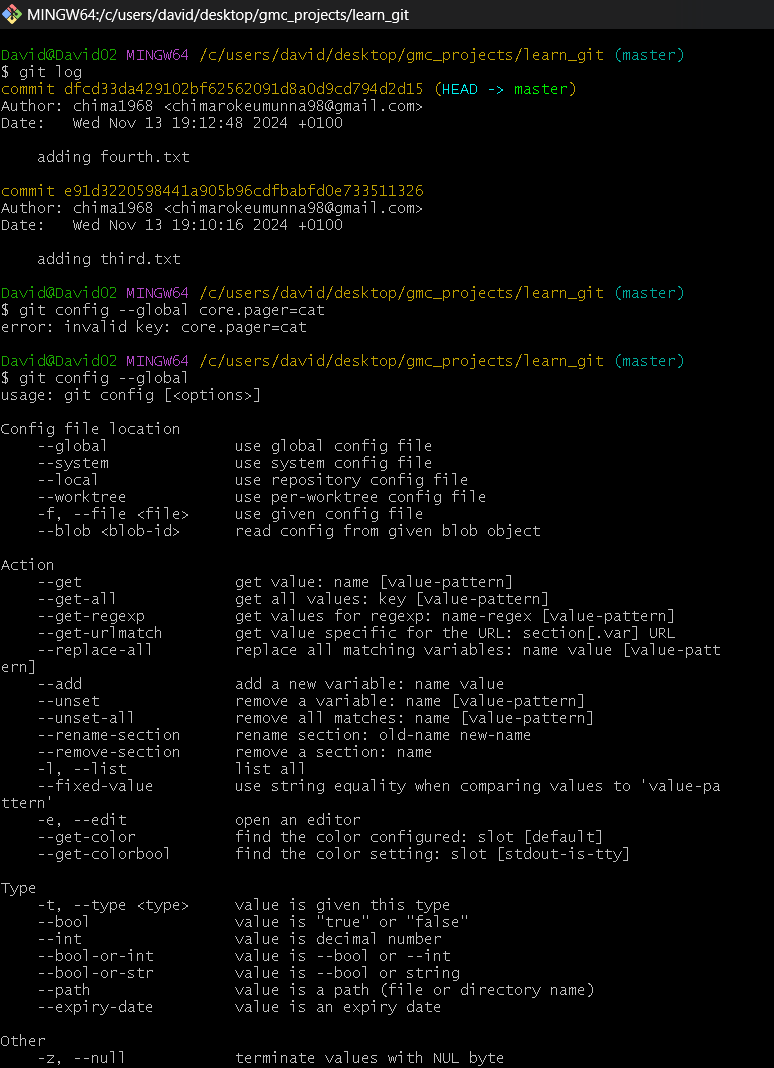 MINGW64:/c/users/david/desktop/gmc_projects/learn_git
David@David02 MINGW64 /c/users/david/desktop/gmc_projects/learn_git (master)
$ git log
commit dfcd33da429102bf62562091d8a0d9cd794d2d15 (HEAD -> master)
Author: chima1968 <chimarokeumunna98@gmail.com>
Date:   Wed Nov 13 19:12:48 2024 +0100
    adding fourth.txt
commit e91d3220598441a905b96cdfbabfd0e733511326
Author: chima1968 <chimarokeumunna98@gmail.com>
Date:   Wed Nov 13 19:10:16 2024 +0100
    adding third.txt
David@David02 MINGW64 /c/users/david/desktop/gmc_projects/learn_git (master)
$ git config --global core.pager=cat
error: invalid key: core.pager=cat
David@David02 MINGW64 /c/users/david/desktop/gmc_projects/learn_git (master)
$ git config --global
usage: git config [<options>]
Config file location
    --global              use global config file
    --system              use system config file
    --local               use repository config file
    --worktree            use per-worktree config file
    -f, --file <file>     use given config file
    --blob <blob-id>      read config from given blob object
Action
    --get                 get value: name [value-pattern]
    --get-all             get all values: key [value-pattern]
    --get-regexp          get values for regexp: name-regex [value-pattern]
    --get-urlmatch        get value specific for the URL: section[.var] URL
    --replace-all         replace all matching variables: name value [value-patt
ern]
    --add                 add a new variable: name value
    --unset               remove a variable: name [value-pattern]
    --unset-all           remove all matches: name [value-pattern]
    --rename-section      rename section: old-name new-name
    --remove-section      remove a section: name
    -l, --list            list all
    --fixed-value         use string equality when comparing values to 'value-pa
ttern'
    -e, --edit            open an editor
    --get-color           find the color configured: slot [default]
    --get-colorbool       find the color setting: slot [stdout-is-tty]
Type
    -t, --type <type>     value is given this type
    --bool                value is "true" or "false"
    --int                 value is decimal number
    --bool-or-int         value is --bool or --int
    --bool-or-str         value is --bool or string
    --path                value is a path (file or directory name)
    --expiry-date         value is an expiry date
Other
    -z, --null            terminate values with NUL byte